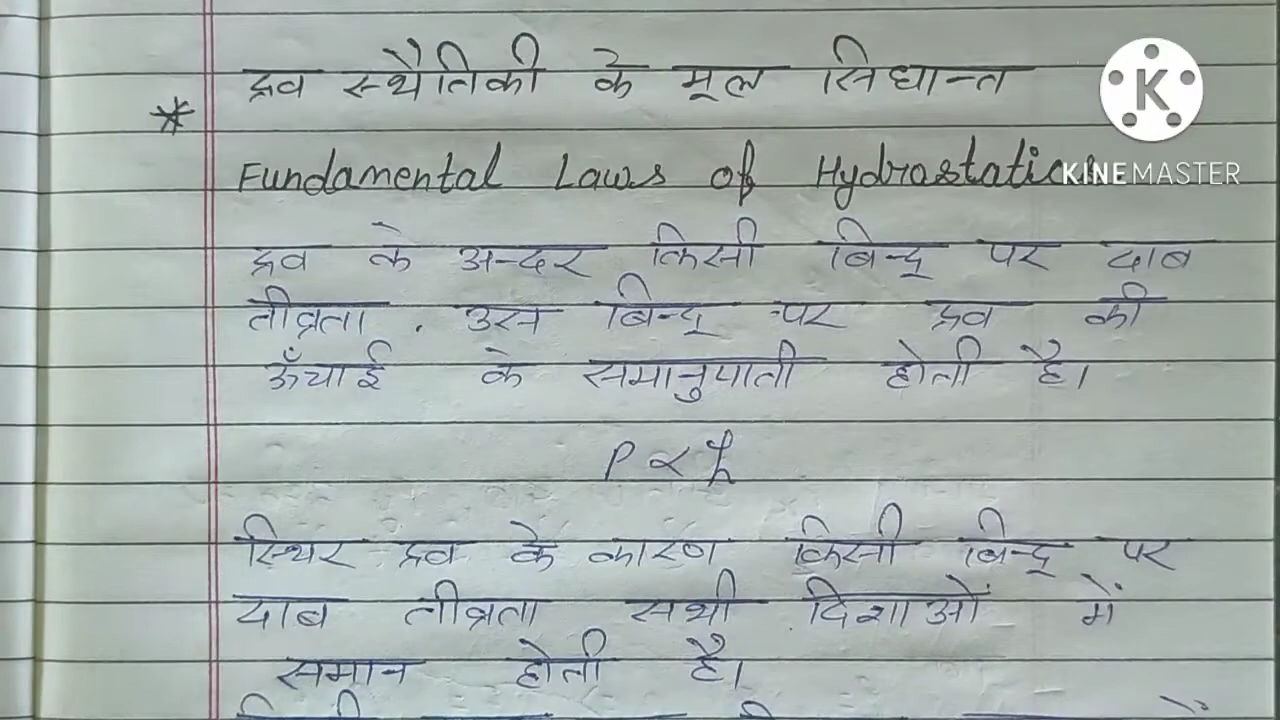 द्रव स्थैतिकी के मूल सिधान्त
* Fundamental Laws of Hydrostatics
द्रव के अन्दर किसी बिन्दू पर दाब
तीव्रता . उस बिन्दू पर द्रव की
ऊँचाई के समानुपाती होती है।
P ∝ h
स्थिर द्रव के कारण किसी बिन्दू पर
दाब तीव्रता सभी दिशाओं में
समान होती है।
K
KINEMASTER